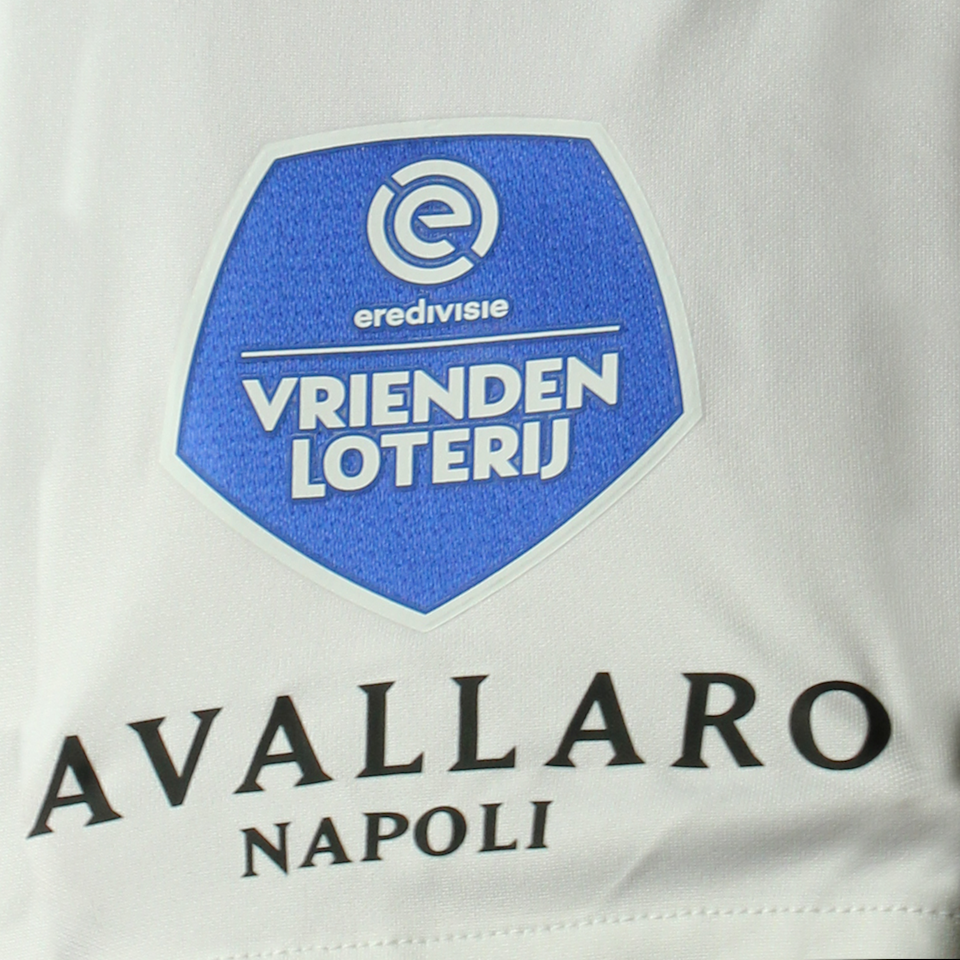 e
eredivisie
VRIENDEN
LOTERIJ
AVALLARO
NAPOLI